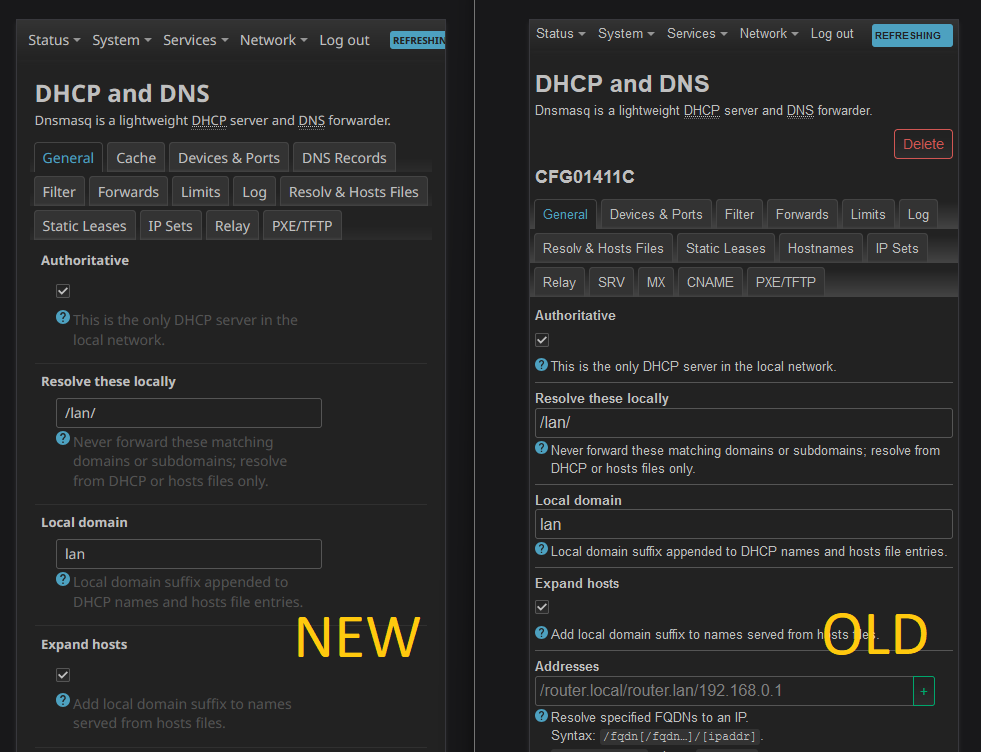 Status System Services Network Log out REFRESHIN
DHCP and DNS
Dnsmasq is a lightweight DHCP server and DNS forwarder.
General Cache Devices & Ports DNS Records
Filter Forwards Limits Log Resolv & Hosts Files
Static Leases IP Sets Relay PXE/TFTP
Authoritative
This is the only DHCP server in the
local network.
Resolve these locally
/lan/
Never forward these matching
domains or subdomains; resolve
from DHCP or hosts files only.
Local domain
lan
Local domain suffix appended to
DHCP names and hosts file entries.
NEW
Expand hosts
Add local domain suffix to names
served from hosts files.
Status System Services Network Log out REFRESHING
DHCP and DNS
Dnsmasq is a lightweight DHCP server and DNS forwarder.
Delete
CFG01411C
General Devices & Ports Filter Forwards Limits Log
Resolv & Hosts Files Static Leases Hostnames IP Sets
Relay SRV MX CNAME PXE/TFTP
Authoritative
This is the only DHCP server in the local network.
Resolve these locally
/lan/
Never forward these matching domains or subdomains; resolve from
DHCP or hosts files only.
Local domain
lan
Local domain suffix appended to DHCP names and hosts file entries.
Expand hosts
Add local domain suffix to names served from hosts files.
OLD
Addresses
/router.local/router.lan/192.168.0.1 +
Resolve specified FQDNs to an IP.
Syntax: /fqdn[/fqdn…]/[ipaddr] .